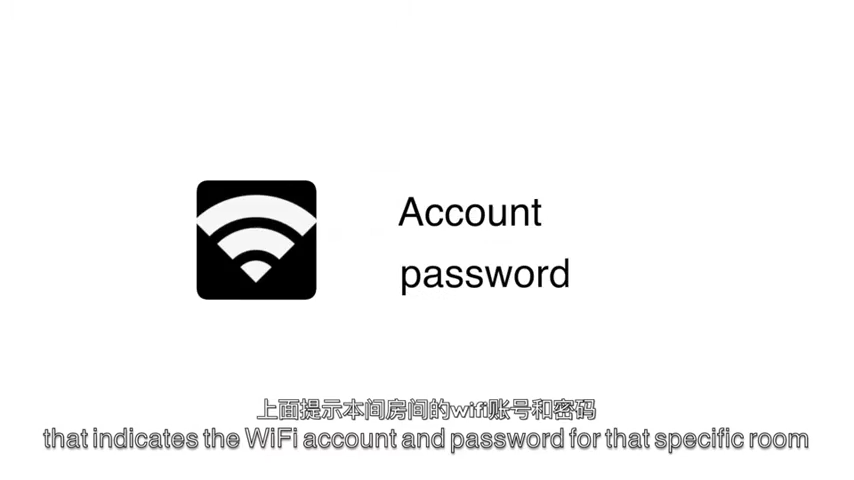 Account
password
上面提示本间房间的wifi账号和密码
that indicates the WiFi account and password for that specific room